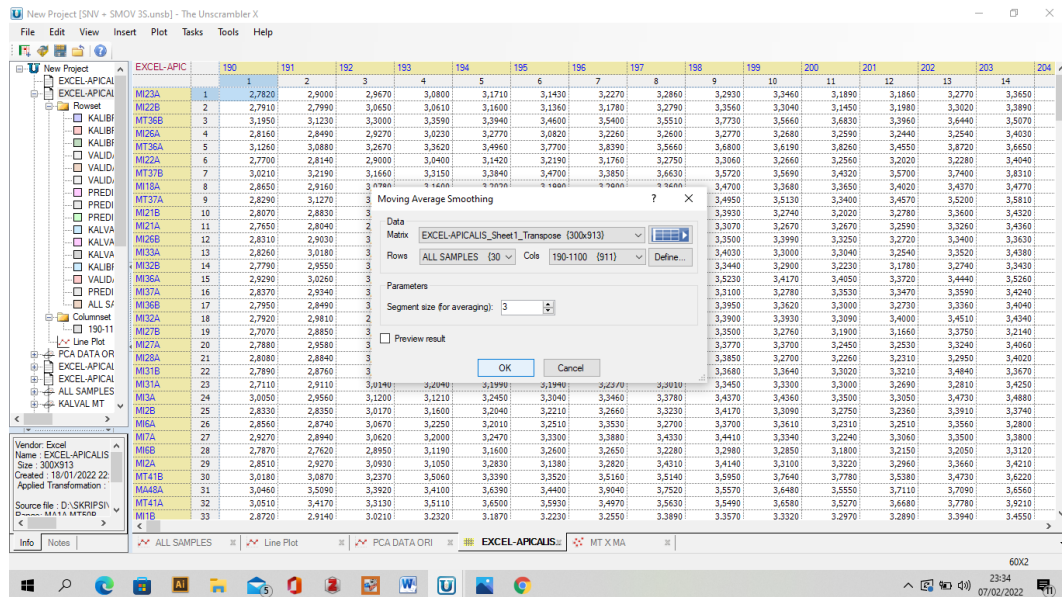 New Project [SNV + SMOV 3S.unsb] - The Unscrambler X
File Edit View Insert Plot Tasks Tools Help
New Project
EXCEL-APICAL
EXCEL-APICAL
Rowset
KALIBF
KALIBF
KALIBF
VALID/
VALID/
VALID/
PREDI
PREDI
PREDI
KALVA
KALVA
KALVA
KALIBF
VALID/
PREDI
ALL SA
Columnset
190-11
Line Plot
PCA DATA OR
EXCEL-APICAL
EXCEL-APICAL
ALL SAMPLES
KALVAL MT
Vendor: Excel
Name : EXCEL-APICALIS
Size : 300X913
Created : 18/01/2022 22:
Applied Transformation :
Source file : D:\SKRIPSI\
Info Notes
EXCEL-APIC 190 191 192 193 194 195 196 197 198 199 200 201 202 203 204
1 2 3 4 5 6 7 8 9 10 11 12 13 14
MI23A 1 2,7820 2,9000 2,9670 3,0800 3,1710 3,1430 3,2270 3,2860 3,2930 3,3460 3,1890 3,1860 3,2770 3,3650
MI22B 2 2,7910 2,7990 3,0650 3,0610 3,1600 3,1360 3,1780 3,2790 3,3560 3,3040 3,1450 3,1980 3,3020 3,3890
MT36B 3 3,1950 3,1230 3,3000 3,3590 3,3940 3,4600 3,5400 3,5510 3,7730 3,5660 3,6830 3,3960 3,6440 3,5070
MI26A 4 2,8160 2,8490 2,9270 3,0230 3,2770 3,0820 3,2260 3,2600 3,2770 3,2680 3,2590 3,2440 3,2540 3,4030
MT36A 5 3,1260 3,0880 3,2670 3,3620 3,4960 3,7700 3,8390 3,5660 3,6800 3,6190 3,8260 3,4550 3,8720 3,6650
MI22A 6 2,7700 2,8140 2,9000 3,0400 3,1420 3,2190 3,1760 3,2750 3,3060 3,2660 3,2560 3,2020 3,2280 3,4040
MT37B 7 3,0210 3,2190 3,1660 3,3150 3,3840 3,4700 3,3850 3,6630 3,5720 3,5690 3,4320 3,5700 3,7400 3,8310
MI18A 8 2,8650 2,9160 3,4700 3,3680 3,3650 3,4020 3,4370 3,4770
MT37A 9 2,8290 3,1270 3,4950 3,5130 3,3400 3,4570 3,5200 3,5810
MI21B 10 2,8070 2,8830 3,3930 3,2740 3,2020 3,2780 3,3600 3,4320
MI21A 11 2,7650 2,8040 3,3070 3,2670 3,2670 3,2590 3,3260 3,4360
MI26B 12 2,8310 2,9030 3,3500 3,3990 3,3250 3,2720 3,3400 3,3630
MI33A 13 2,8260 3,0180 3,4030 3,3000 3,3040 3,2540 3,3520 3,4380
MI32B 14 2,7790 2,9550 3,3440 3,2900 3,2230 3,1780 3,2740 3,3430
MI36A 15 2,9290 3,0260 3,5230 3,4170 3,4050 3,3720 3,4440 3,5260
MI37A 16 2,8370 2,9340 3,3100 3,2780 3,3530 3,3470 3,3590 3,4240
MI36B 17 2,7950 2,8490 3,3950 3,3620 3,3000 3,2730 3,3360 3,4040
MI32A 18 2,7920 2,9810 3,3900 3,3930 3,3090 3,4000 3,4510 3,4340
MI27B 19 2,7070 2,8850 3,3500 3,2760 3,1900 3,1660 3,3750 3,2140
MI27A 20 2,7880 2,9580 3,3770 3,3700 3,2450 3,2530 3,3240 3,4060
MI28A 21 2,8080 2,8840 3,3850 3,2700 3,2260 3,2310 3,2950 3,4020
MI31B 22 2,7890 2,8760 3,3680 3,3640 3,3020 3,3210 3,4840 3,3670
MI31A 23 2,7110 2,9110 3,0140 3,2040 3,1990 3,1940 3,2370 3,3010 3,3450 3,3300 3,3000 3,2690 3,2810 3,4250
MI3A 24 3,0050 2,9560 3,1200 3,1210 3,2450 3,3040 3,3460 3,3780 3,4370 3,4360 3,3500 3,3050 3,4730 3,4880
MI2B 25 2,8330 2,8350 3,0170 3,1600 3,2040 3,2210 3,2660 3,3230 3,4170 3,3090 3,2750 3,2360 3,3910 3,3740
MI6A 26 2,8560 2,8740 3,0670 3,2250 3,2010 3,2510 3,3530 3,2700 3,3700 3,3610 3,2310 3,2510 3,3560 3,2800
MI7A 27 2,9270 2,8940 3,0620 3,2000 3,2470 3,3300 3,3880 3,4330 3,4410 3,3340 3,2240 3,3060 3,3500 3,3800
MI6B 28 2,7870 2,7620 2,8950 3,1190 3,1600 3,2600 3,2650 3,2280 3,2980 3,2850 3,1800 3,2150 3,2050 3,3120
MI2A 29 2,8510 2,9270 3,0930 3,1050 3,2830 3,1380 3,2820 3,4310 3,4140 3,3100 3,3220 3,2960 3,3660 3,4210
MT41B 30 3,0180 3,0870 3,2370 3,5060 3,3390 3,3520 3,5160 3,5140 3,5950 3,7640 3,7780 3,5380 3,4730 3,6220
MA48A 31 3,0460 3,5090 3,3920 3,4100 3,6390 3,4400 3,9040 3,7520 3,5570 3,6480 3,5550 3,7110 3,7090 3,5690
MT41A 32 3,0510 3,4170 3,3130 3,5110 3,6500 3,5930 3,4970 3,5630 3,5490 3,6580 3,5270 3,6680 3,7780 3,9210
MI1B 33 2,8720 2,9140 3,0210 3,2320 3,1870 3,2230 3,2550 3,3890 3,3570 3,3320 3,2970 3,2890 3,3940 3,4550
Moving Average Smoothing ? ×
Data
Matrix EXCEL-APICALIS_Sheet1_Transpose {300x913}
Rows ALL SAMPLES {30 Cols 190-1100 {911} Define...
Parameters
Segment size (for averaging): 3
Preview result
OK Cancel
ALL SAMPLES Line Plot PCA DATA ORI EXCEL-APICALIS MT X MA
60X2
Ai 5 W
23:34
07/02/2022